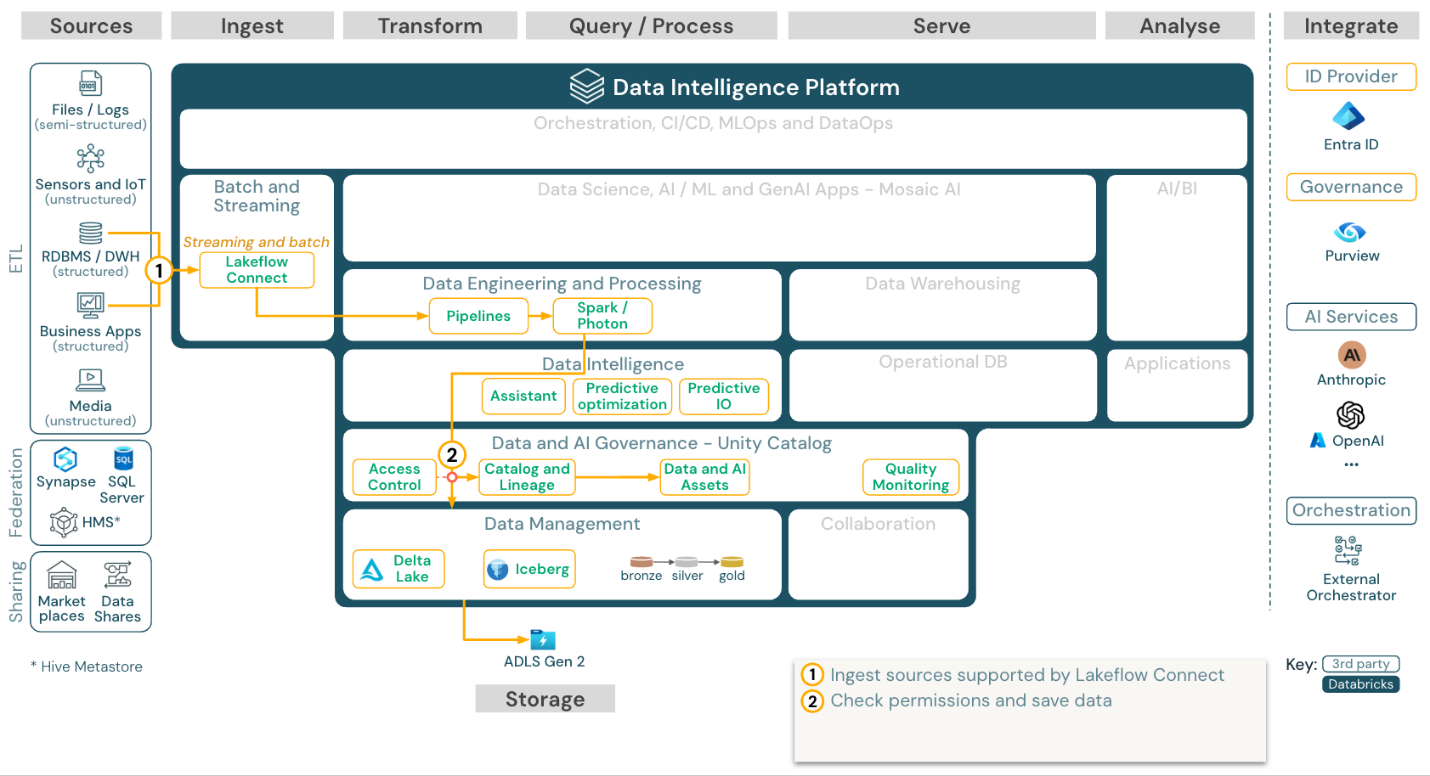 Sources
Ingest
Transform
Query / Process
Serve
Analyse
Integrate
ETL
Files / Logs
(semi-structured)
Sensors and IoT
(unstructured)
RDBMS / DWH
(structured)
Business Apps
(structured)
Media
(unstructured)
Federation
Synapse
SQL
SQL
Server
HMS*
Sharing
Market
places
Data
Shares
* Hive Metastore
Data Intelligence Platform
Orchestration, CI/CD, MLOps and DataOps
Batch and
Streaming
Streaming and batch
1
Lakeflow
Connect
Data Science, AI / ML and GenAI Apps - Mosaic AI
AI/BI
Data Engineering and Processing
Pipelines
Spark /
Photon
Data Warehousing
Data Intelligence
Assistant
Predictive
optimization
Predictive
IO
Operational DB
Applications
Data and AI Governance - Unity Catalog
2
Access
Control
Catalog and
Lineage
Data and AI
Assets
Quality
Monitoring
Data Management
Delta
Lake
Iceberg
bronze
silver
gold
Collaboration
ADLS Gen 2
Storage
1 Ingest sources supported by Lakeflow Connect
2 Check permissions and save data
ID Provider
Entra ID
Governance
Purview
AI Services
Anthropic
OpenAI
...
Orchestration
External
Orchestrator
Key: 3rd party
Databricks